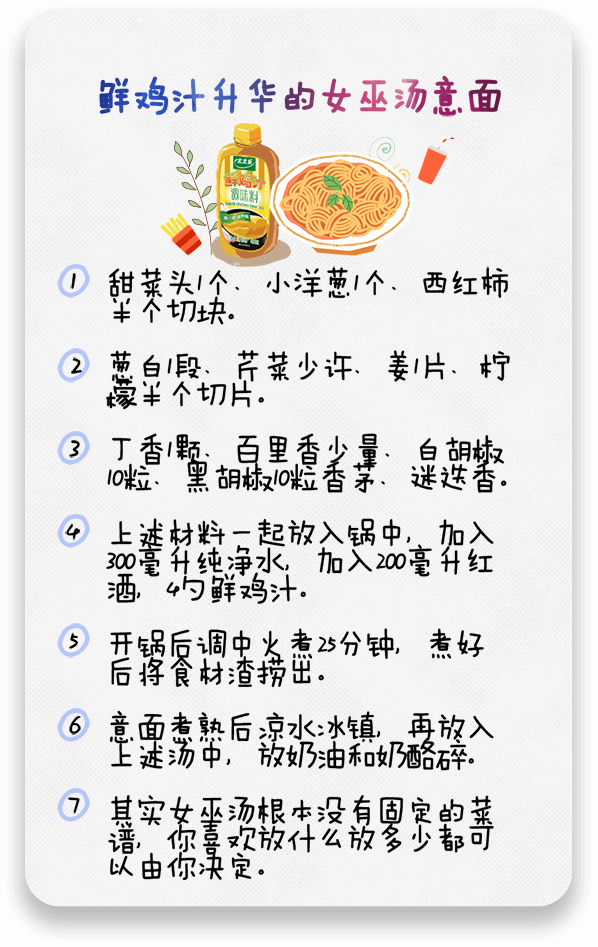 鲜鸡汁升华的女巫汤意面
太太乐
鲜鸡汁
调味料
1
甜菜头1个、小洋葱1个、西红柿
半个切块。
2
葱白1段、芹菜少许、姜1片、柠
檬半个切片。
3
丁香1颗、百里香少量、白胡椒
10粒、黑胡椒10粒香茅、迷迭香。
4
上述材料一起放入锅中,加入
300毫升纯净水,加入200毫升红
酒,4勺鲜鸡汁。
5
开锅后调中火煮25分钟,煮好
后将食材渣捞出。
6
意面煮熟后凉水冰镇,再放入
上述汤中,放奶油和奶酪碎。
7
其实女巫汤根本没有固定的菜
谱,你喜欢放什么放多少都可
以由你决定。